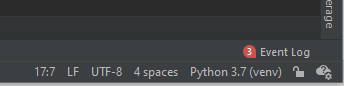 erage
3 Event Log
17:7 LF UTF-8 4 spaces Python 3.7 (venv)